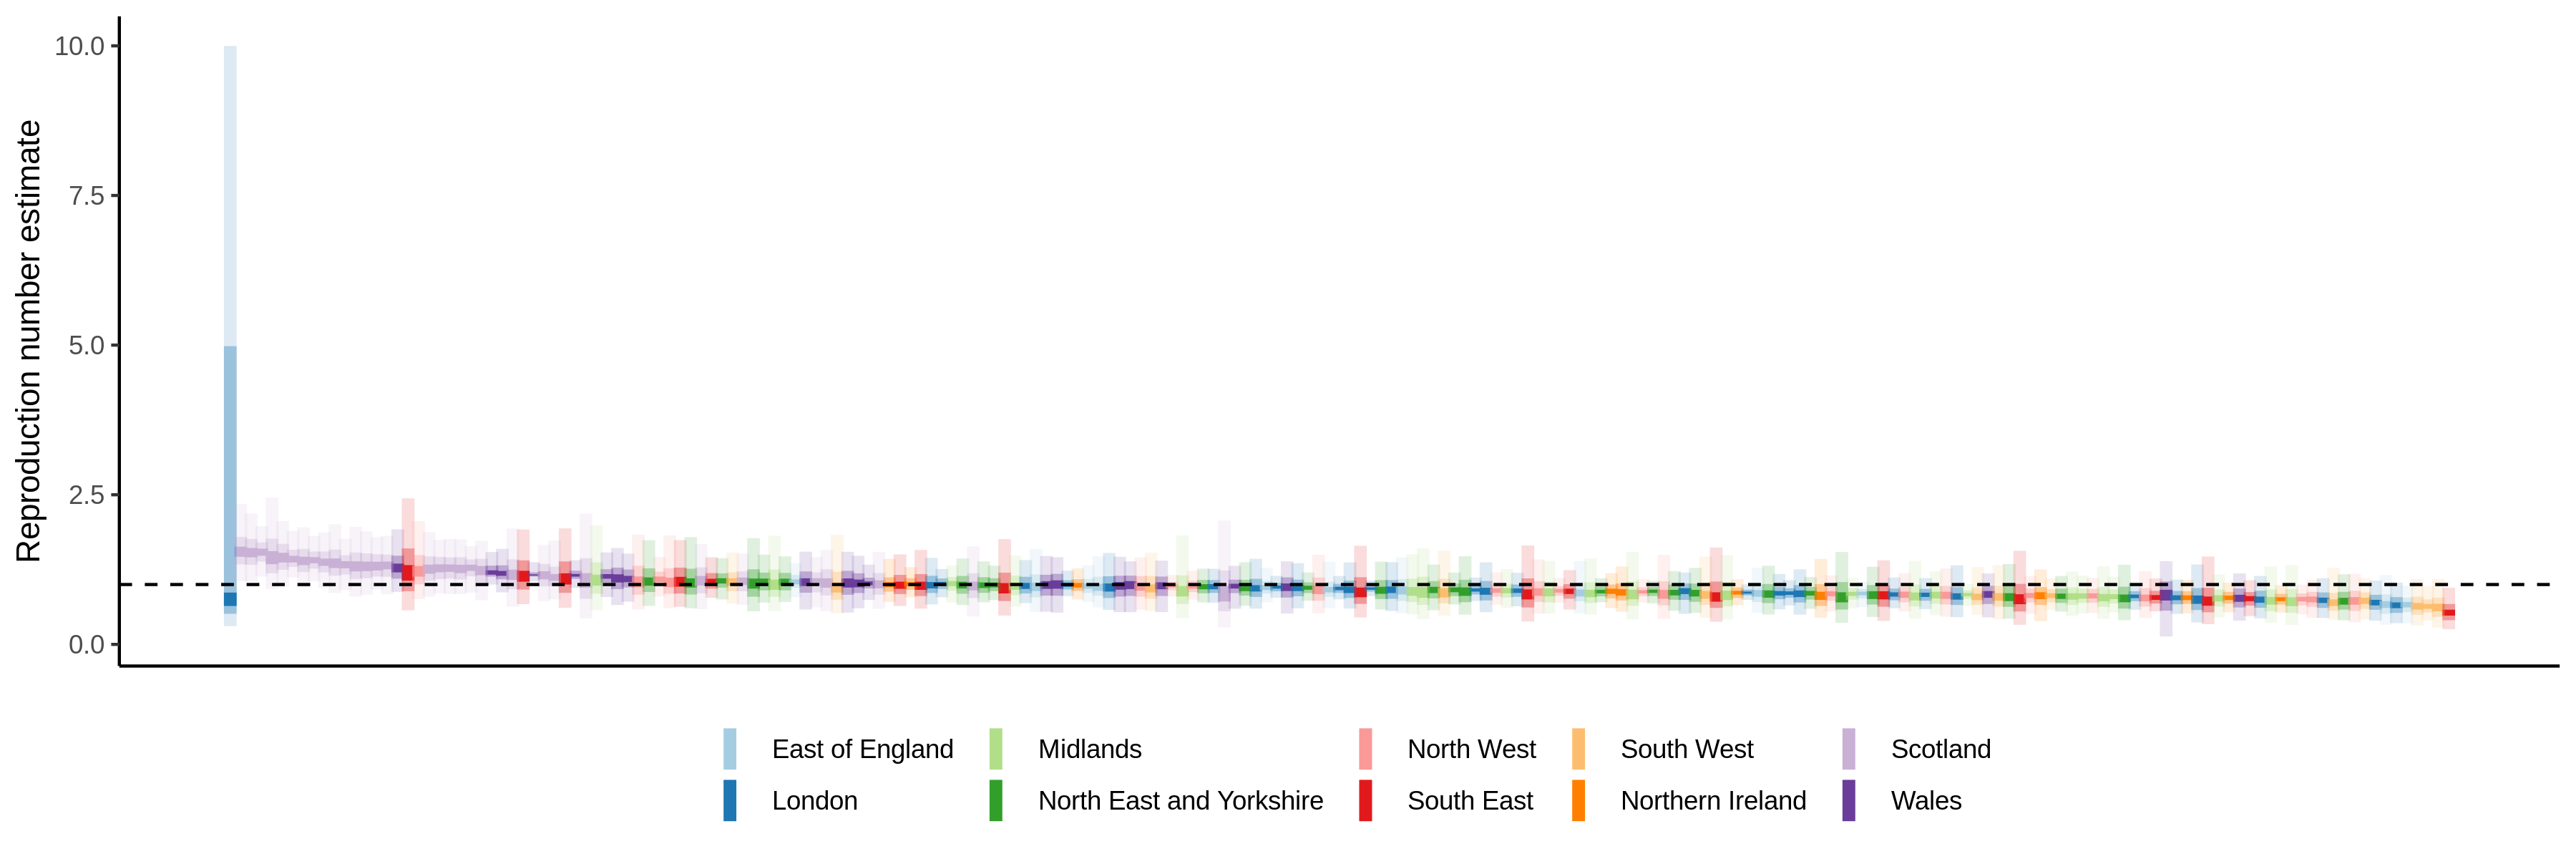 Reproduction number estimate
10.0
7.5
5.0
2.5
0.0
East of England Midlands North West South West Scotland
London North East and Yorkshire South East Northern Ireland Wales